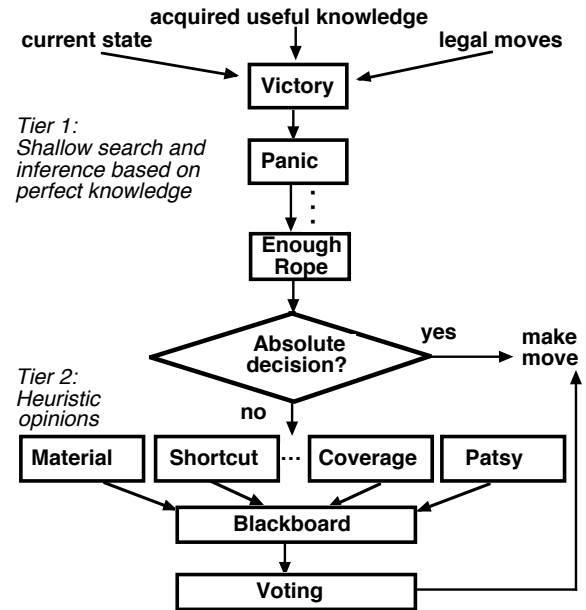 acquired useful knowledge
current state
legal moves
Victory
Tier 1:
Shallow search and
inference based on
perfect knowledge
Panic
Enough
Rope
Absolute
decision?
yes
make
move
Tier 2:
Heuristic
opinions
no
Material
Shortcut
...
Coverage
Patsy
Blackboard
Voting